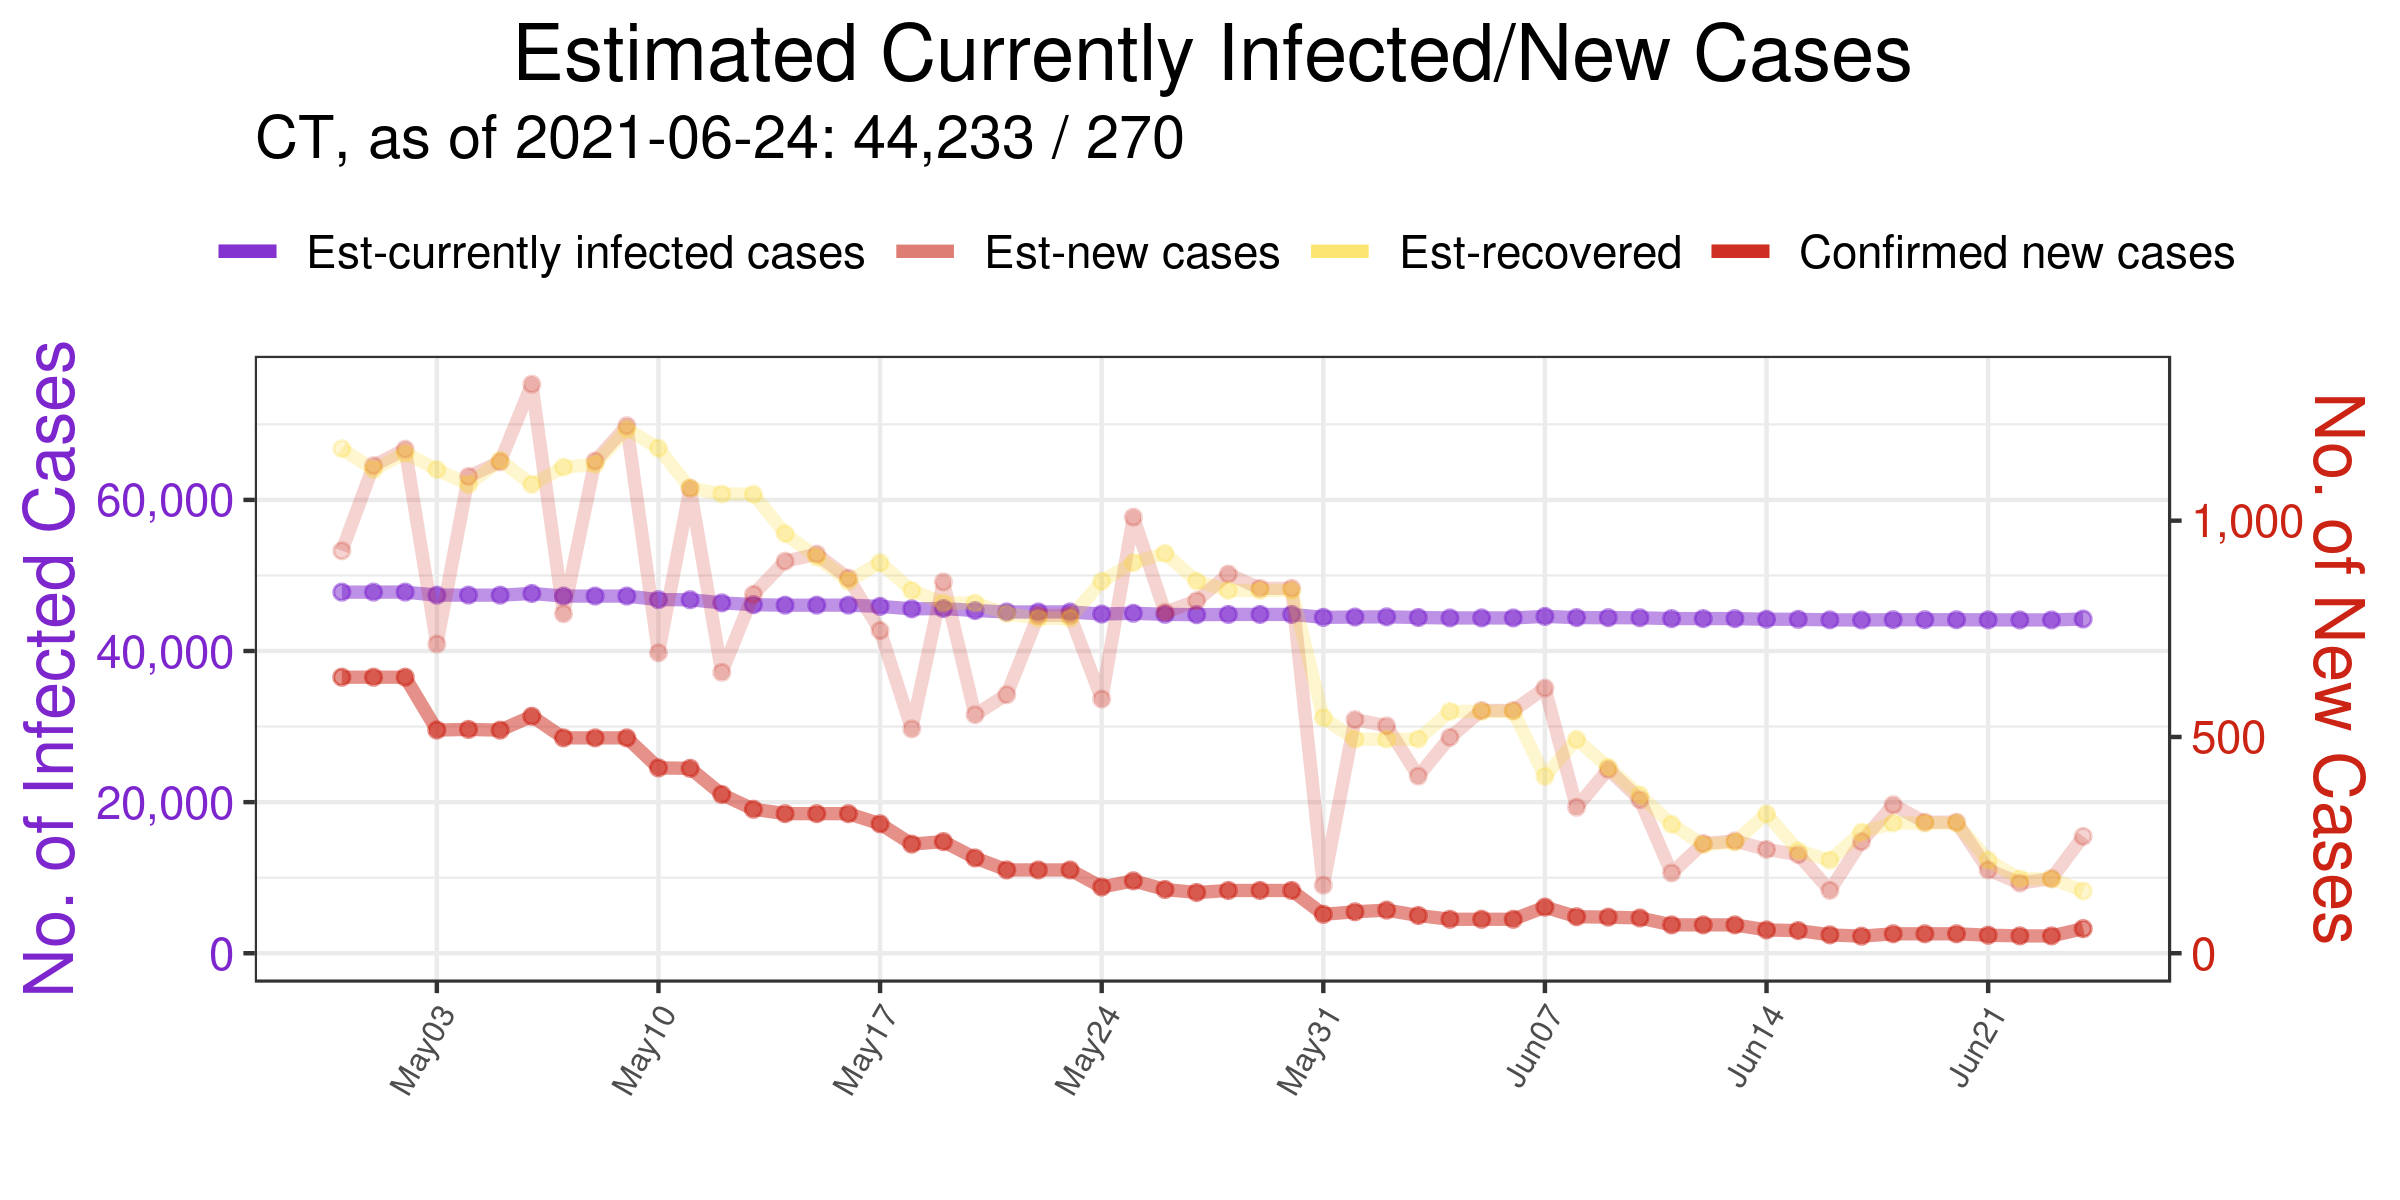 Estimated Currently Infected/New Cases
CT, as of 2021-06-24: 44,233 / 270
Est-currently infected cases Est-new cases Est-recovered Confirmed new cases
No. of Infected Cases
60,000
40,000
20,000
0
1,000
500
0
No. of New Cases
May03 May10 May17 May24 May31 Jun07 Jun14 Jun21